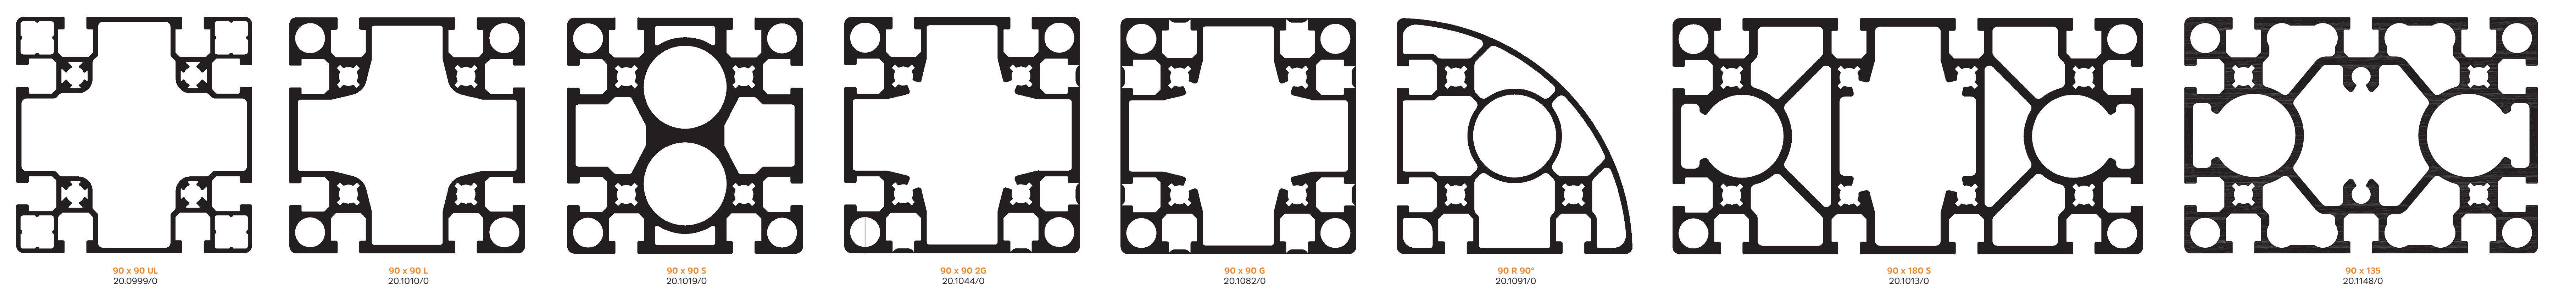 90 x 90 UL
20.0999/0
90 x 90 L
20.1010/0
90 x 90 S
20.1019/0
90 x 90 2G
20.1044/0
90 x 90 G
20.1082/0
90 R 90°
20.1091/0
90 x 180 S
20.1013/0
90 x 135
20.1148/0